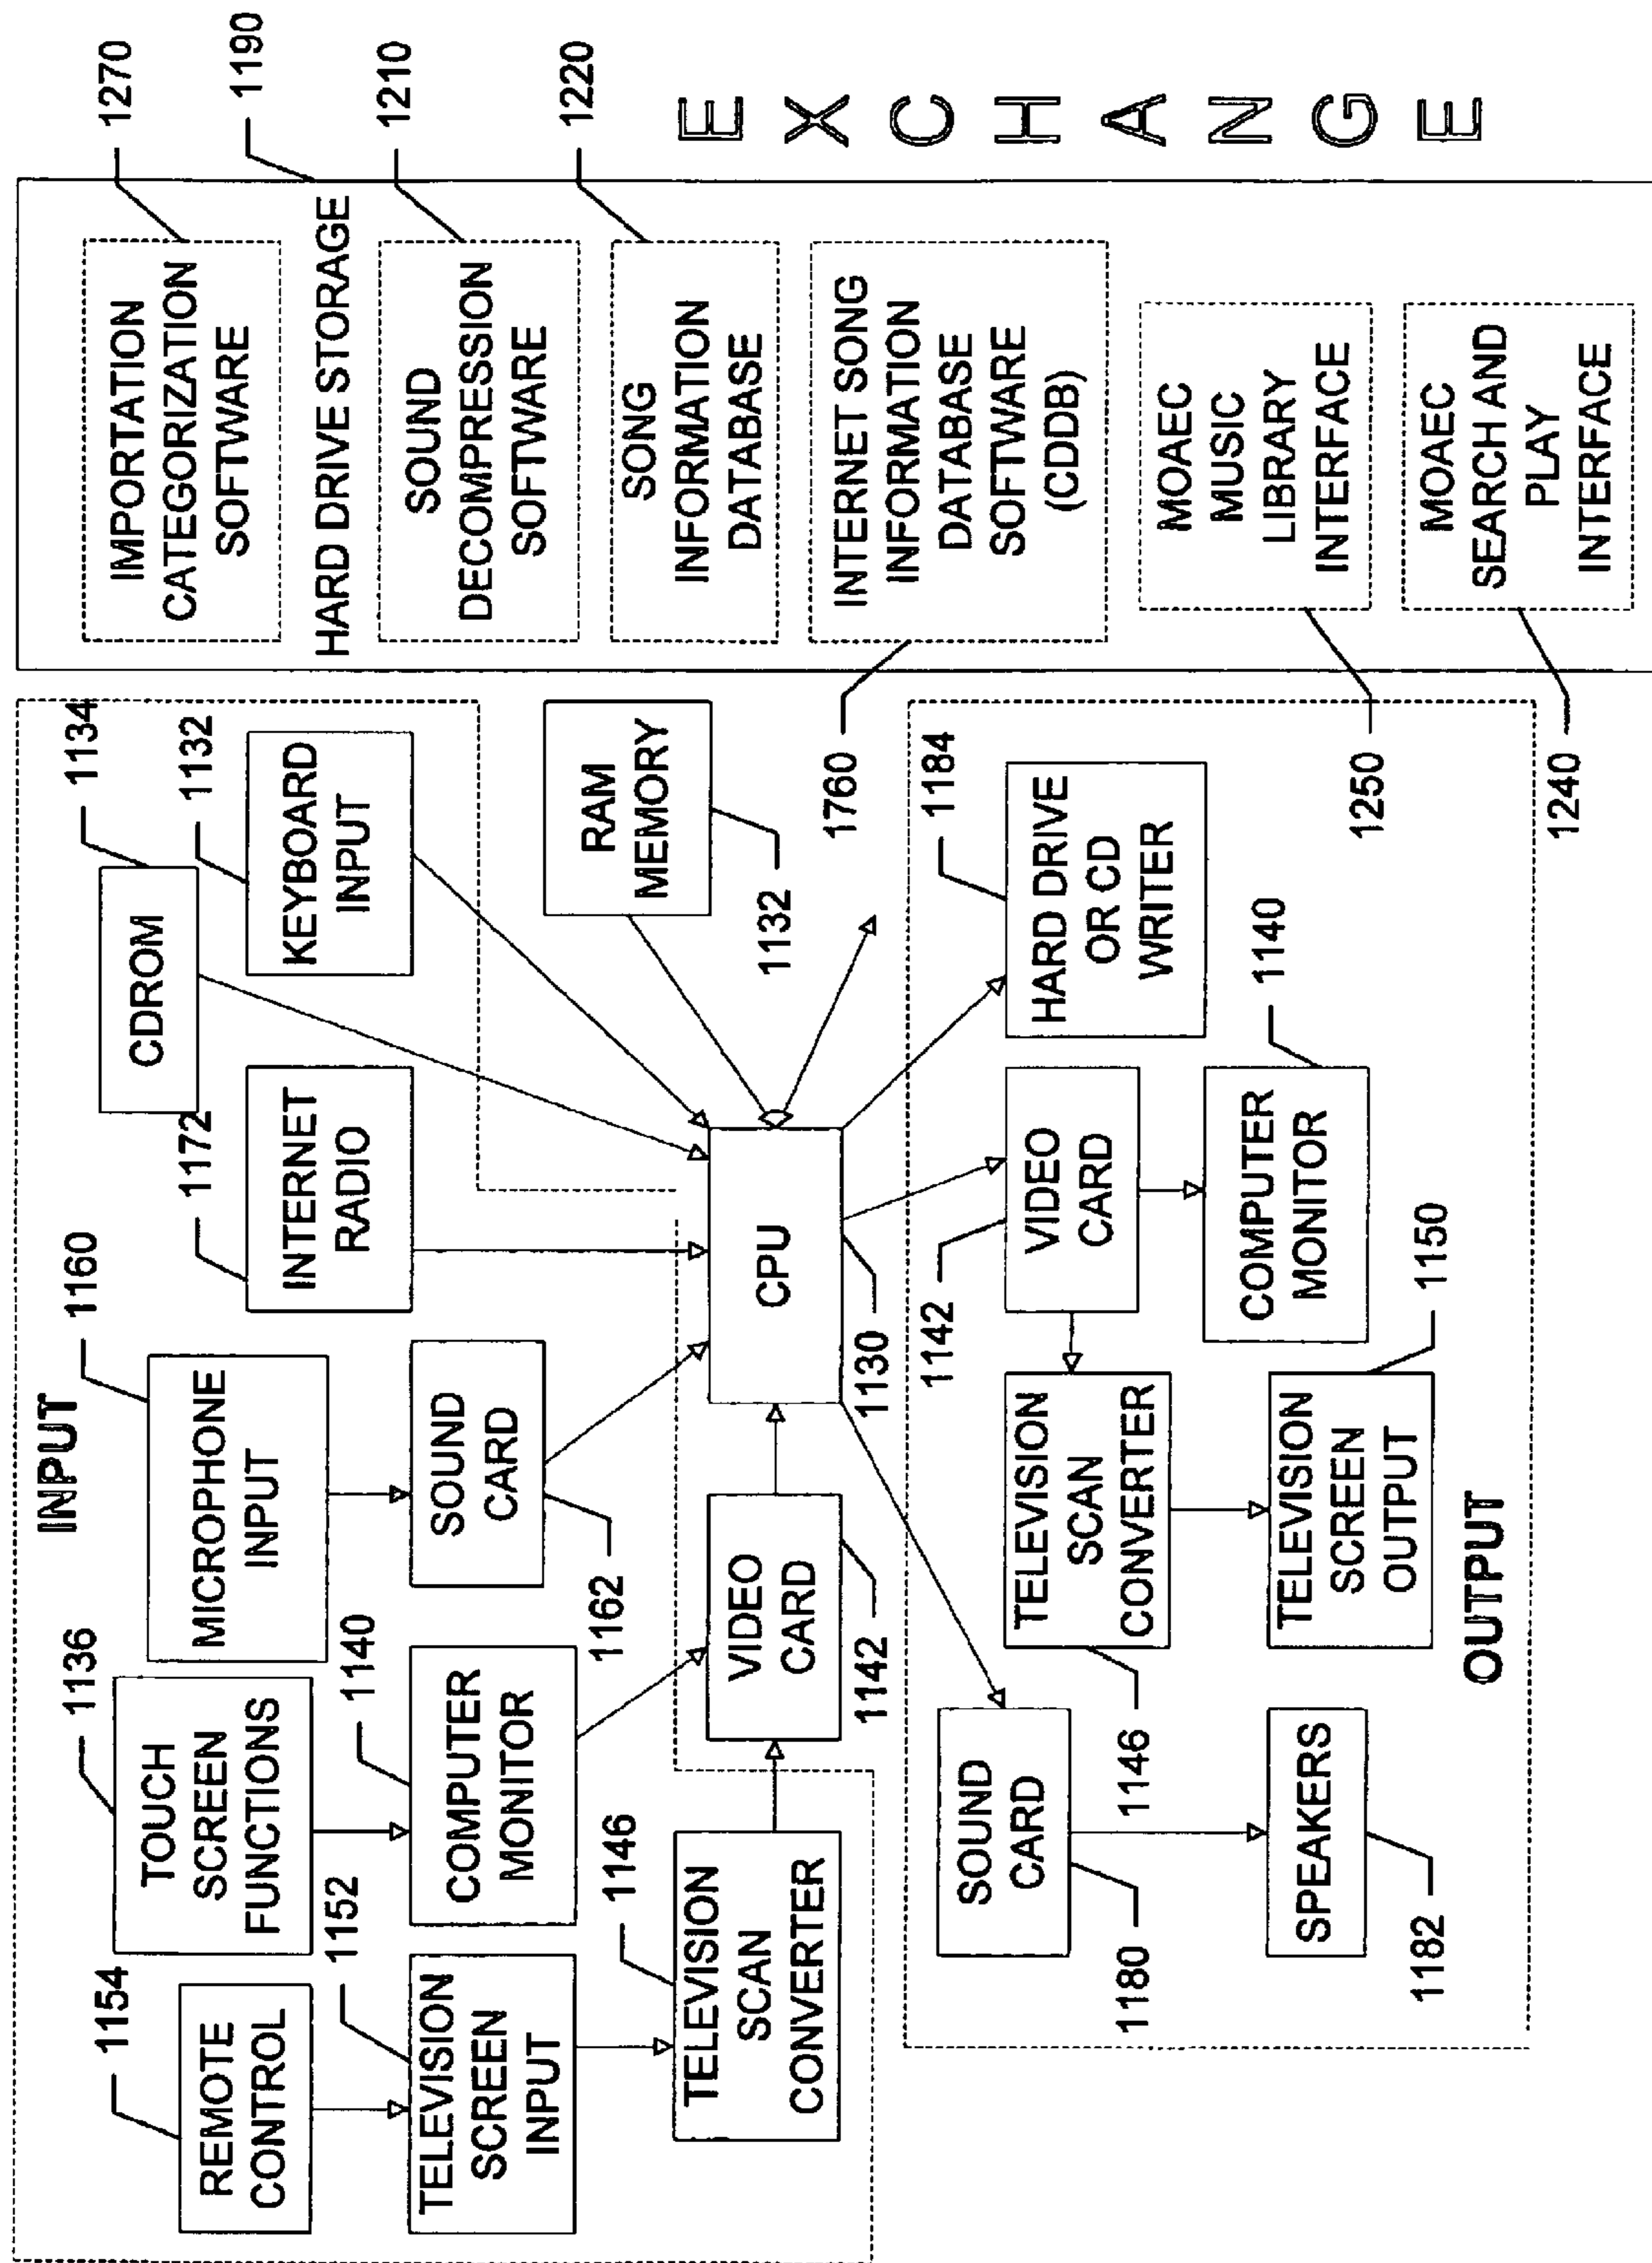 INPUT
1154
REMOTE
CONTROL
1136
TOUCH
SCREEN
FUNCTIONS
1160
MICROPHONE
INPUT
1172
INTERNET
RADIO
CDROM
1134
1132
KEYBOARD
INPUT
1152
TELEVISION
SCREEN
INPUT
1140
COMPUTER
MONITOR
SOUND
CARD
1162
1146
TELEVISION
SCAN
CONVERTER
VIDEO
CARD
1142
CPU
1130
RAM
MEMORY
1132
SOUND
CARD
1180
SPEAKERS
1182
TELEVISION
SCAN
CONVERTER
1146
TELEVISION
SCREEN
OUTPUT
1150
1142
VIDEO
CARD
COMPUTER
MONITOR
1140
HARD DRIVE
OR CD
WRITER
1184
OUTPUT
IMPORTATION
CATEGORIZATION
SOFTWARE
1270
HARD DRIVE STORAGE
1190
SOUND
DECOMPRESSION
SOFTWARE
1210
SONG
INFORMATION
DATABASE
1220
INTERNET SONG
INFORMATION
DATABASE
SOFTWARE
(CDDB)
1760
MOAEC
MUSIC
LIBRARY
INTERFACE
1250
MOAEC
SEARCH AND
PLAY
INTERFACE
1240
EXCHANGE